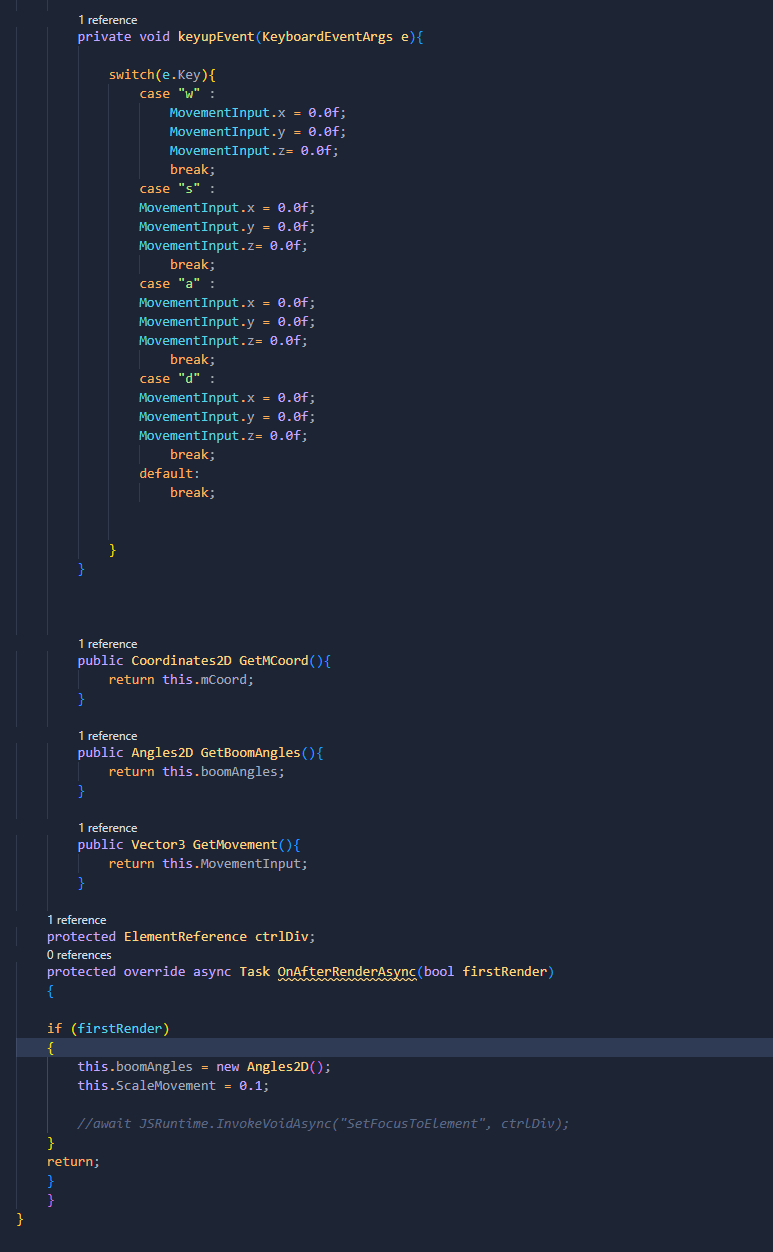 1 reference
private void keyupEvent(KeyboardEventArgs e){
switch(e.Key){
case "w" :
MovementInput.x = 0.0f;
MovementInput.y = 0.0f;
MovementInput.z= 0.0f;
break;
case "s" :
MovementInput.x = 0.0f;
MovementInput.y = 0.0f;
MovementInput.z= 0.0f;
break;
case "a" :
MovementInput.x = 0.0f;
MovementInput.y = 0.0f;
MovementInput.z= 0.0f;
break;
case "d" :
MovementInput.x = 0.0f;
MovementInput.y = 0.0f;
MovementInput.z= 0.0f;
break;
default:
break;
}
}
1 reference
public Coordinates2D GetMCoord(){
return this.mCoord;
}
1 reference
public Angles2D GetBoomAngles(){
return this.boomAngles;
}
1 reference
public Vector3 GetMovement(){
return this.MovementInput;
}
1 reference
protected ElementReference ctrlDiv;
0 references
protected override async Task OnAfterRenderAsync(bool firstRender)
{
if (firstRender)
{
this.boomAngles = new Angles2D();
this.ScaleMovement = 0.1;
//await JSRuntime.InvokeVoidAsync("SetFocusToElement", ctrlDiv);
}
return;
}
}
}